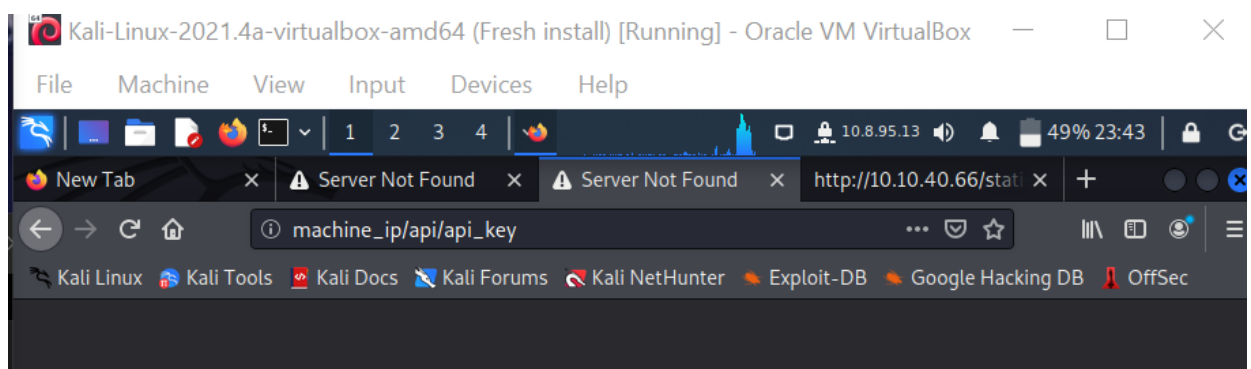 Kali-Linux-2021.4a-virtualbox-amd64 (Fresh install) [Running] - Oracle VM VirtualBox
File Machine View Input Devices Help
1 2 3 4 10.8.95.13 49% 23:43
New Tab Server Not Found Server Not Found http://10.10.40.66/stati
machine_ip/api/api_key
Kali Linux Kali Tools Kali Docs Kali Forums Kali NetHunter Exploit-DB Google Hacking DB OffSec